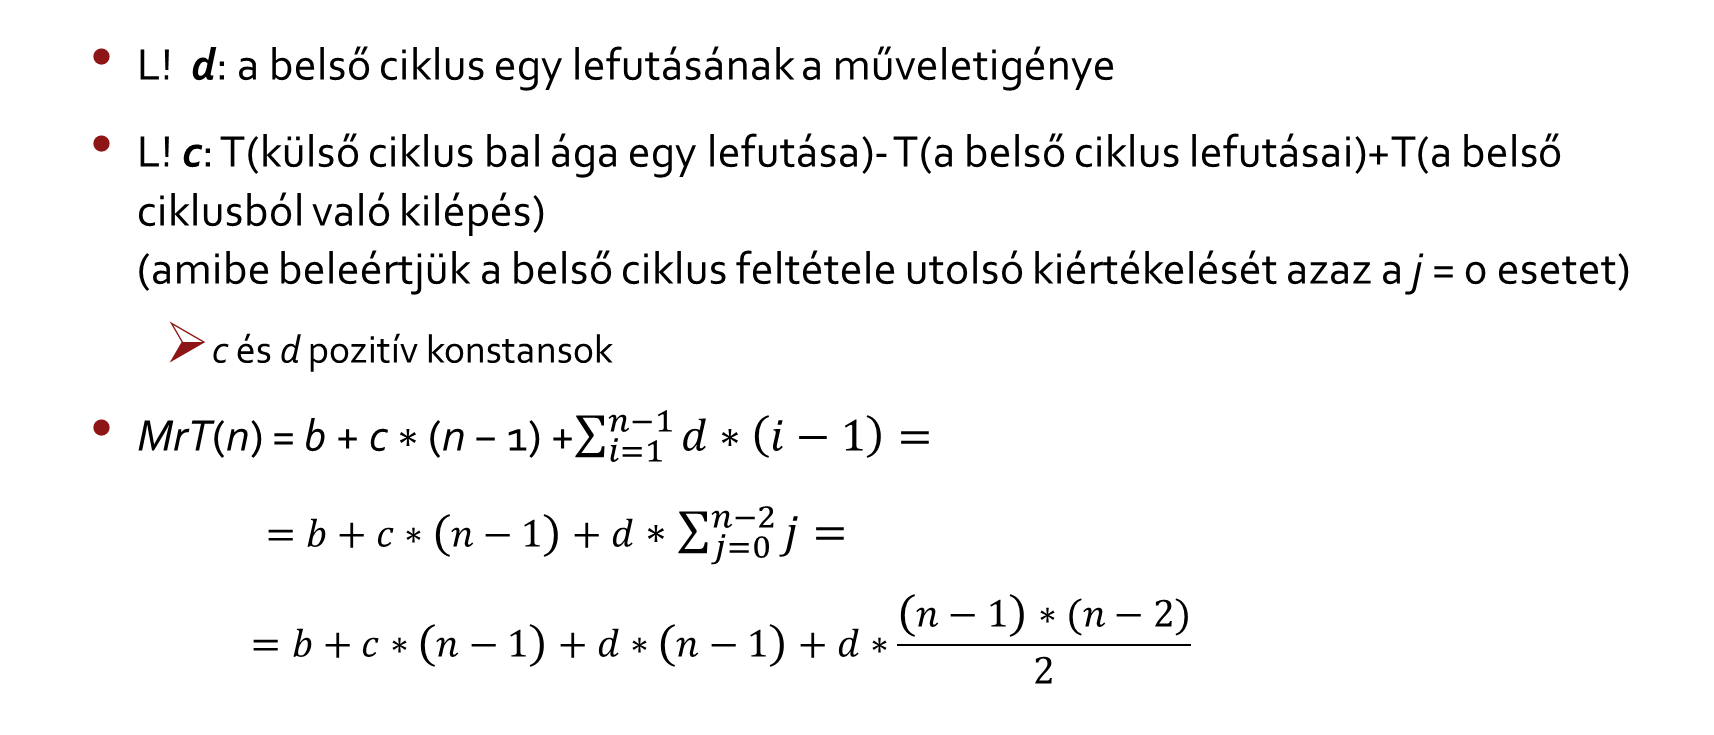 • L! d: a belső ciklus egy lefutásának a műveletigénye
• L! c: T(külső ciklus bal ága egy lefutása)- T(a belső ciklus lefutásai)+T(a belső
ciklusból való kilépés)
(amibe beleértjük a belső ciklus feltétele utolsó kiértékelését azaz a j = 0 esetet)
➢ c és d pozitív konstansok
• MrT(n) = b + c ∗ (n − 1) +∑_{i=1}^{n−1} d ∗ (i − 1) =
= b + c ∗ (n − 1) + d ∗ ∑_{j=0}^{n−2} j =
= b + c ∗ (n − 1) + d ∗ (n − 1) + d ∗ \frac{(n − 1) ∗ (n − 2)}{2}